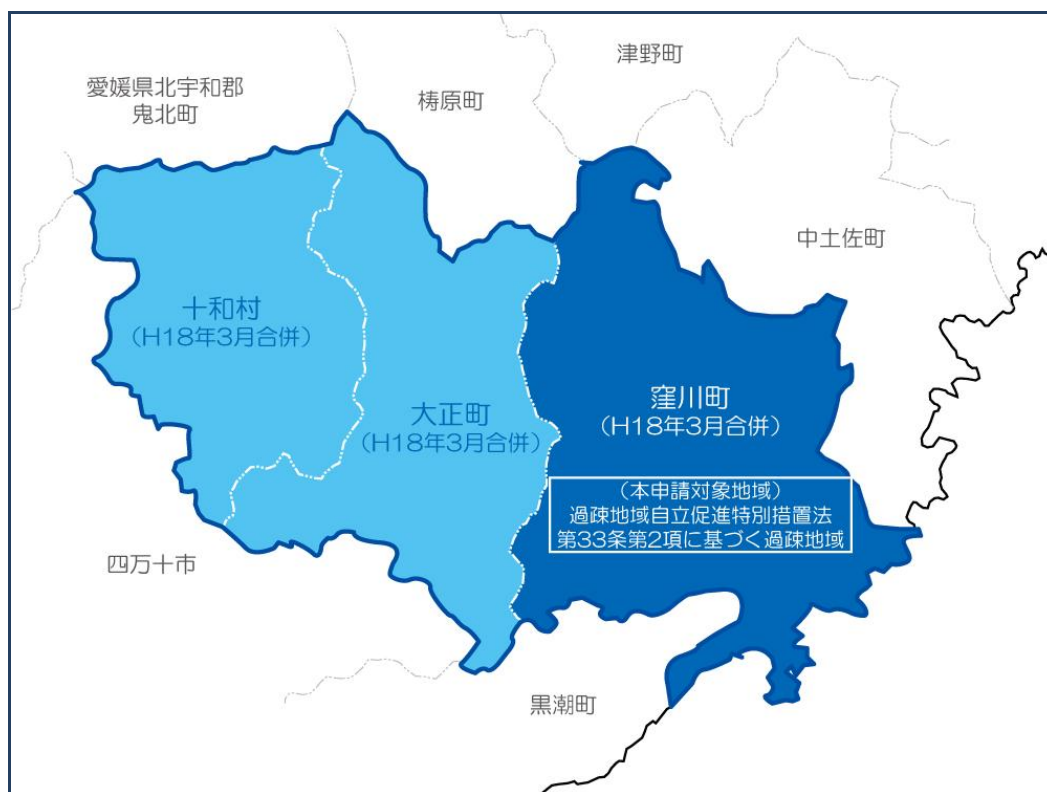 津野町
愛媛県北宇和郡
鬼北町
梼原町
中土佐町
十和村
(H18年3月合併)
大正町
(H18年3月合併)
窪川町
(H18年3月合併)
(本申請対象地域)
過疎地域自立促進特別措置法
第33条第2項に基づく過疎地域
四万十市
黒潮町